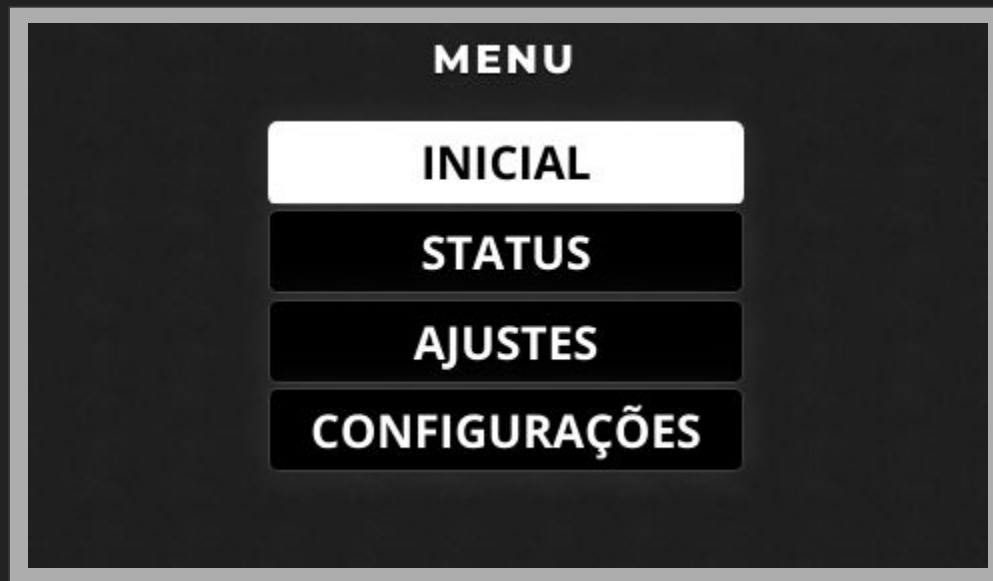 MENU
INICIAL
STATUS
AJUSTES
CONFIGURAÇÕES